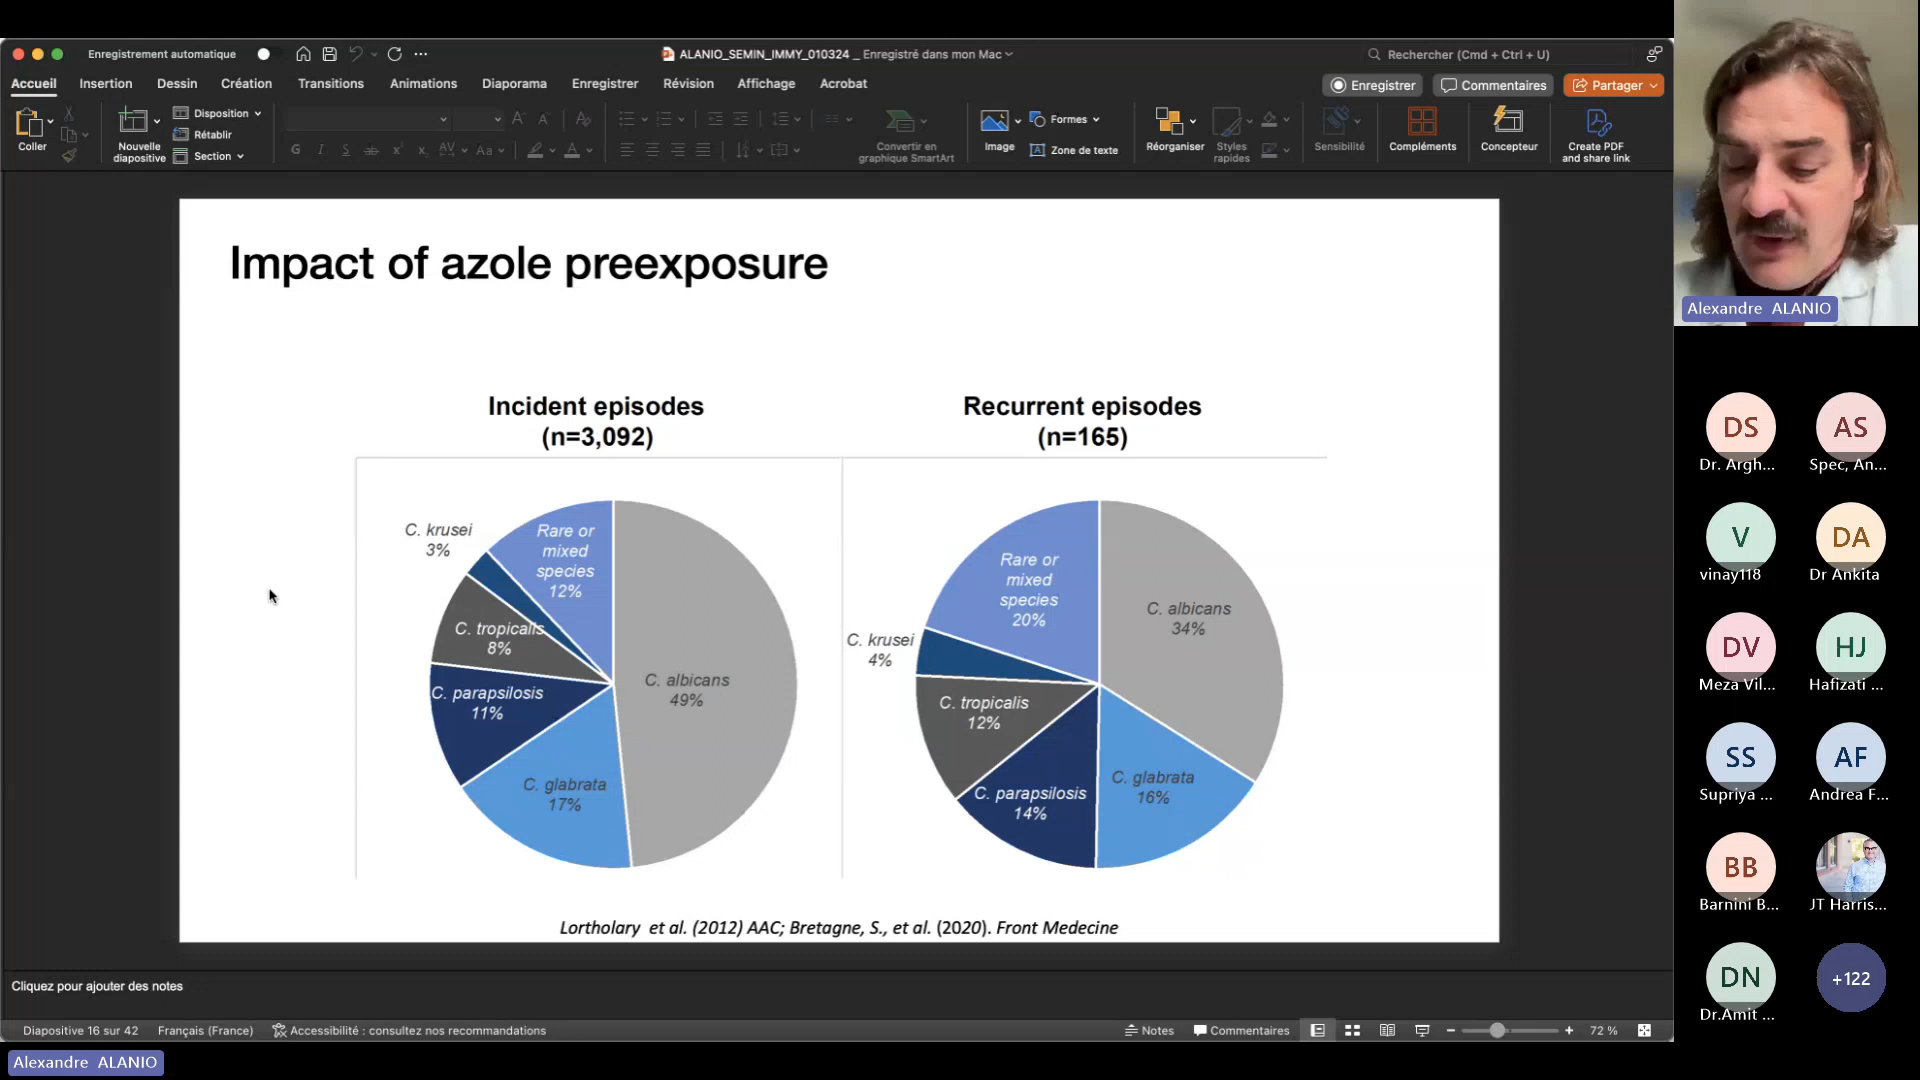 Enregistrement automatique
ALANIO_SEMIN_IMMY_010324 _ Enregistré dans mon Mac
Rechercher (Cmd + Ctrl + U)
Accueil Insertion Dessin Création Transitions Animations Diaporama Enregistrer Révision Affichage Acrobat
Enregistrer Commentaires Partager
Coller
Nouvelle
diapositive
Disposition
Rétablir
Section
G I S ab x² x₂ AV Aa A
Convertir en
graphique SmartArt
Image
Formes
Zone de texte
Réorganiser
Styles
rapides
Sensibilité
Compléments
Concepteur
Create PDF
and share link
Impact of azole preexposure
Incident episodes
(n=3,092)
C. krusei
3%
Rare or
mixed
species
12%
C. tropicalis
8%
C. parapsilosis
11%
C. albicans
49%
C. glabrata
17%
Recurrent episodes
(n=165)
Rare or
mixed
species
20%
C. albicans
34%
C. krusei
4%
C. tropicalis
12%
C. parapsilosis
14%
C. glabrata
16%
Lortholary et al. (2012) AAC; Bretagne, S., et al. (2020). Front Medecine
Cliquez pour ajouter des notes
Diapositive 16 sur 42 Français (France) Accessibilité : consultez nos recommandations
Notes Commentaires 72 %
Alexandre ALANIO
Alexandre ALANIO
DS AS
Dr. Argh... Spec, An...
V DA
vinay118 Dr Ankita
DV HJ
Meza Vil... Hafizati ...
SS AF
Supriya ... Andrea F...
BB
Barnini B... JT Harris...
DN +122
Dr.Amit ...